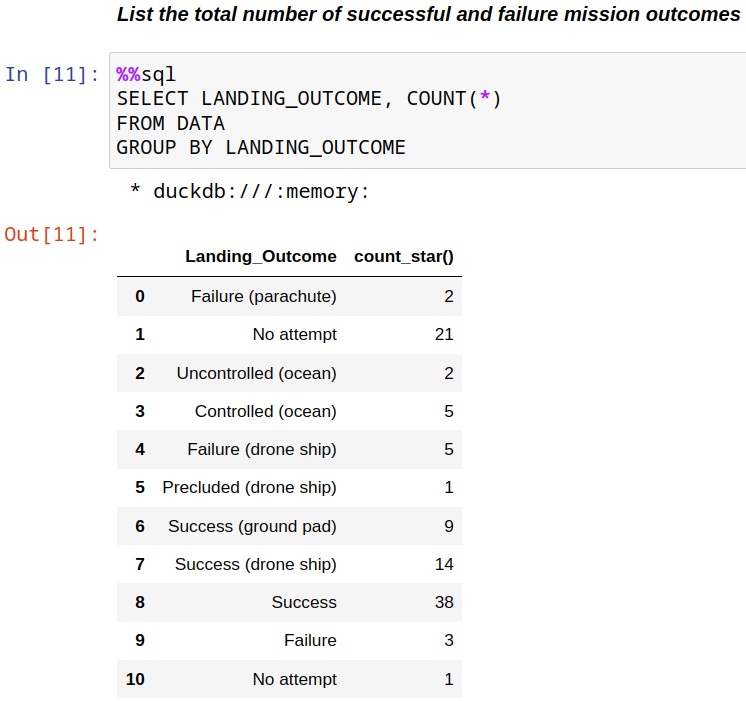 List the total number of successful and failure mission outcomes
In [11]: %%sql
SELECT LANDING_OUTCOME, COUNT(*)
FROM DATA
GROUP BY LANDING_OUTCOME
* duckdb:///:memory:
Out[11]:
Landing_Outcome count_star()
0 Failure (parachute) 2
1 No attempt 21
2 Uncontrolled (ocean) 2
3 Controlled (ocean) 5
4 Failure (drone ship) 5
5 Precluded (drone ship) 1
6 Success (ground pad) 9
7 Success (drone ship) 14
8 Success 38
9 Failure 3
10 No attempt 1